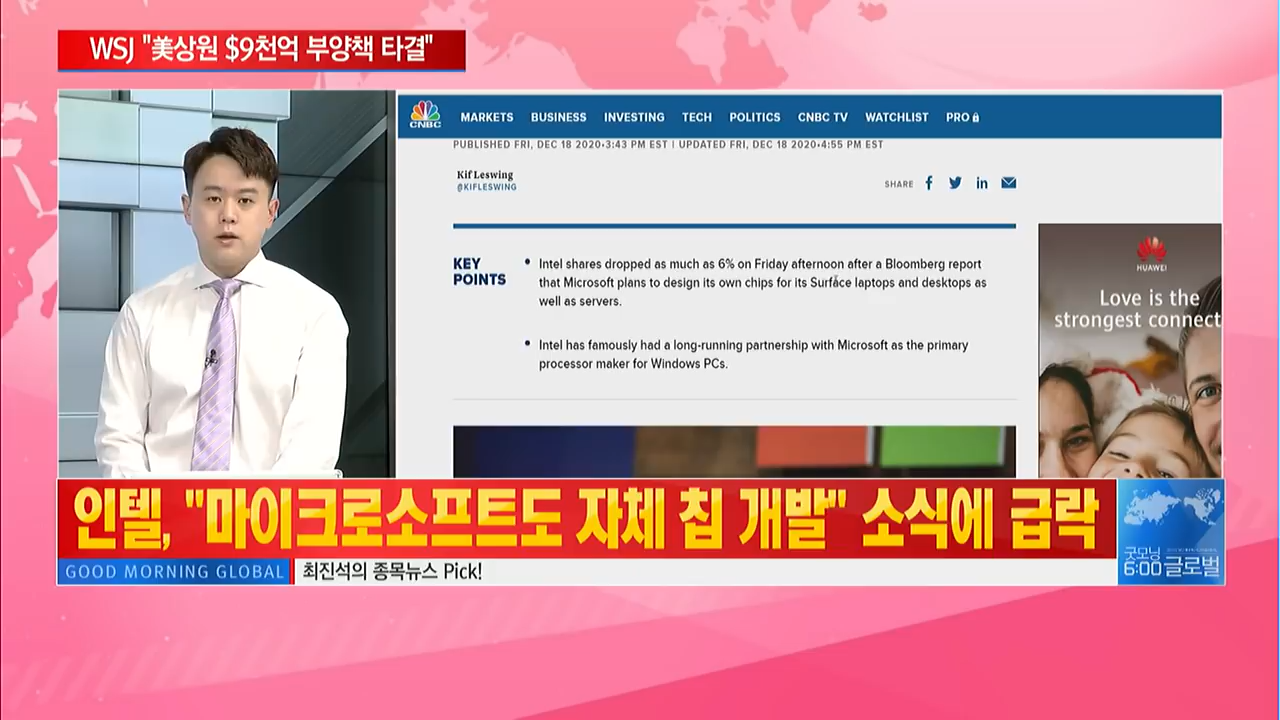 WSJ "美상원 $9천억 부양책 타결"
CNBC
MARKETS BUSINESS INVESTING TECH POLITICS CNBC TV WATCHLIST PRO
PUBLISHED FRI, DEC 18 2020•3:43 PM EST | UPDATED FRI, DEC 18 2020•4:55 PM EST
Kif Leswing
@KIFLESWING
SHARE
KEY
POINTS
• Intel shares dropped as much as 6% on Friday afternoon after a Bloomberg report
that Microsoft plans to design its own chips for its Surface laptops and desktops as
well as servers.
• Intel has famously had a long-running partnership with Microsoft as the primary
processor maker for Windows PCs.
HUAWEI
Love is the
strongest connect
인텔, "마이크로소프트도 자체 칩 개발" 소식에 급락
GOOD MORNING GLOBAL
최진석의 종목뉴스 Pick!
굿모닝
6:00 글로벌